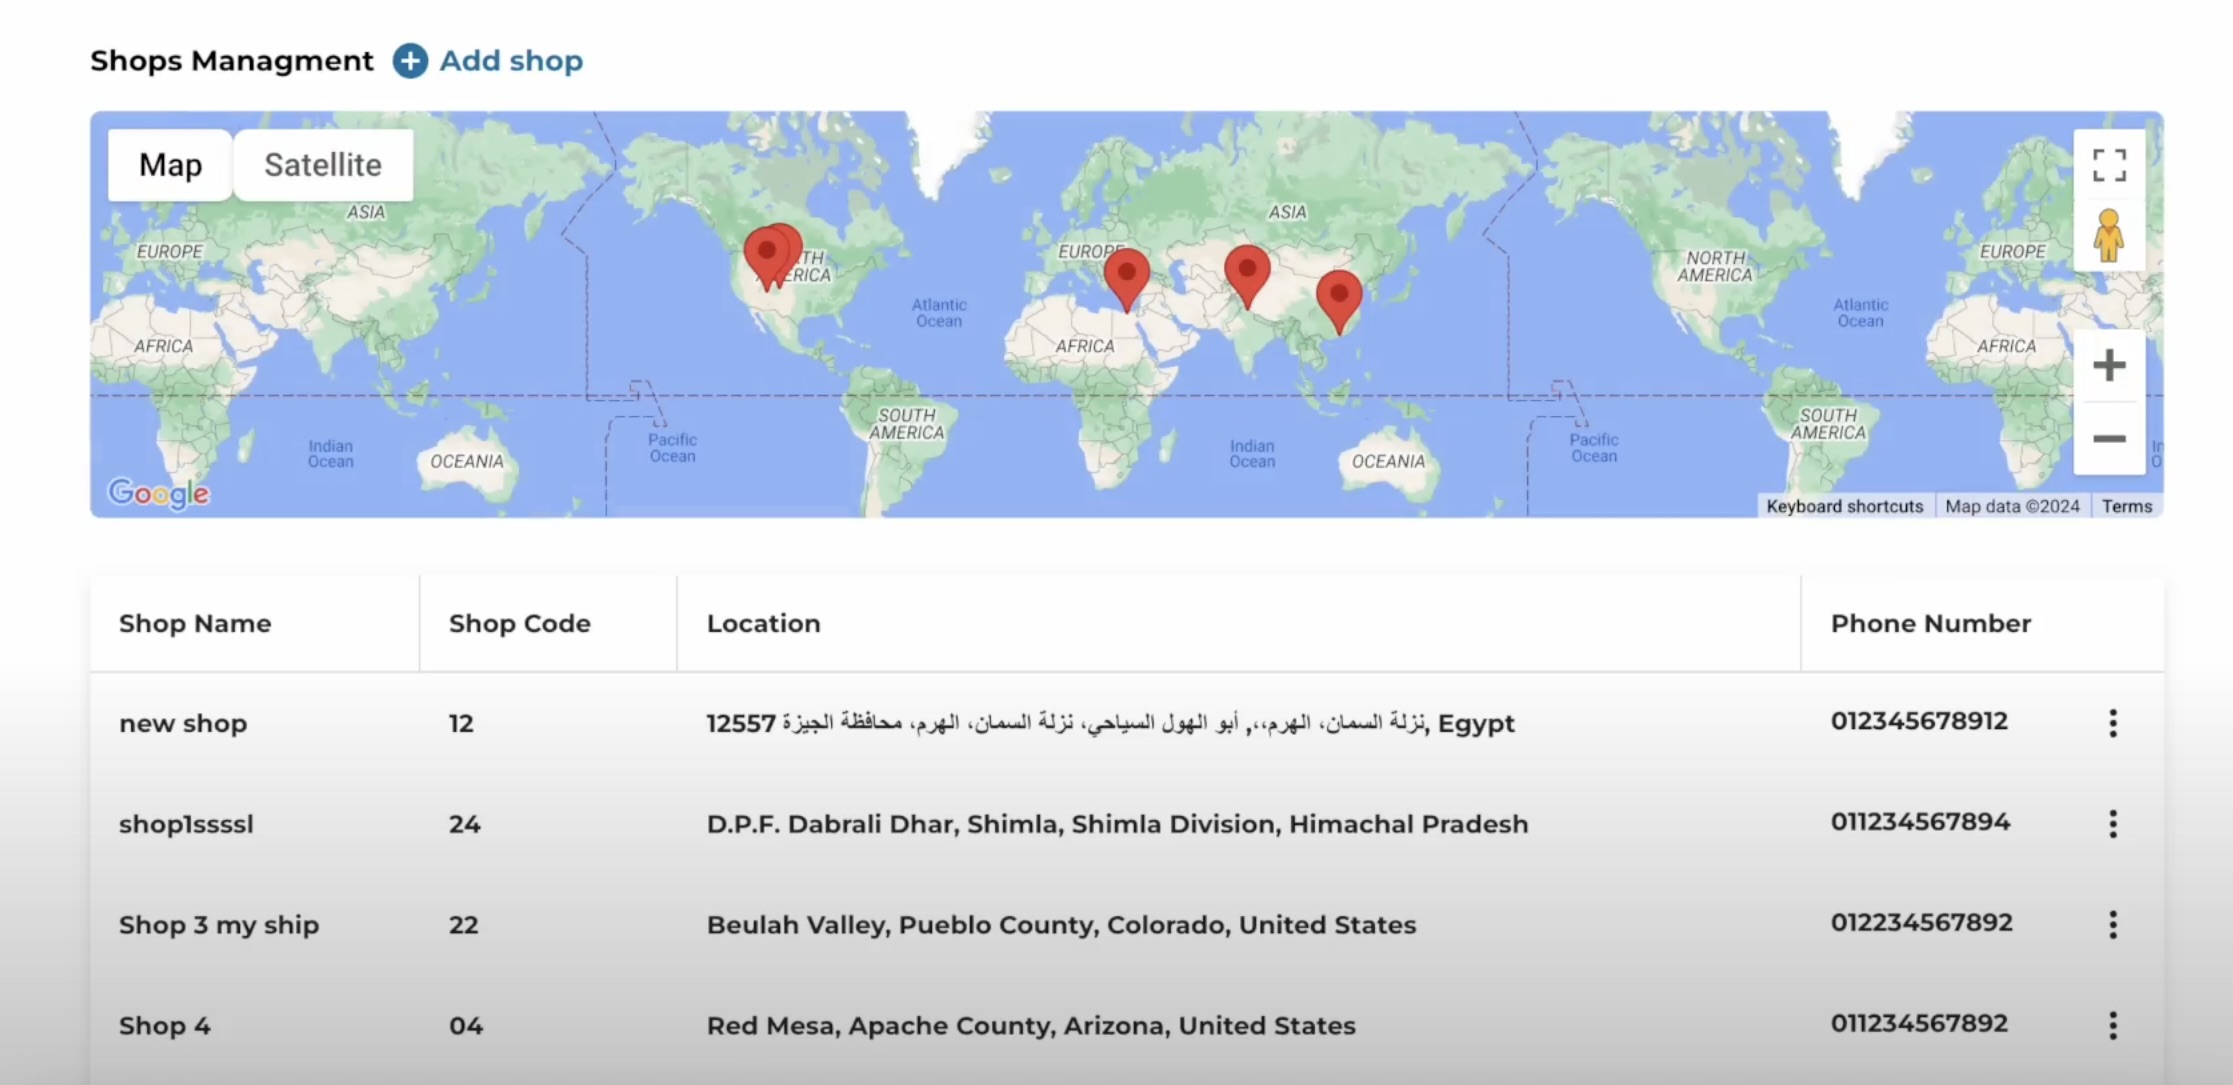 Shops Managment + Add shop
Map Satellite
ASIA ASIA
EUROPE EUROPE NORTH AMERICA EUROPE
TH
ERICA
Atlantic Ocean Atlantic Ocean
AFRICA AFRICA AFRICA
SOUTH AMERICA SOUTH AMERICA
Indian Ocean Pacific Ocean Indian Ocean Pacific Ocean
OCEANIA OCEANIA
Google
Keyboard shortcuts Map data ©2024 Terms
Shop Name Shop Code Location Phone Number
new shop 12 نزلة السمان، الهرم،،, أبو الهول السياحي، نزلة السمان، الهرم، محافظة الجيزة 12557, Egypt 012345678912
shop1ssssl 24 D.P.F. Dabrali Dhar, Shimla, Shimla Division, Himachal Pradesh 011234567894
Shop 3 my ship 22 Beulah Valley, Pueblo County, Colorado, United States 012234567892
Shop 4 04 Red Mesa, Apache County, Arizona, United States 011234567892